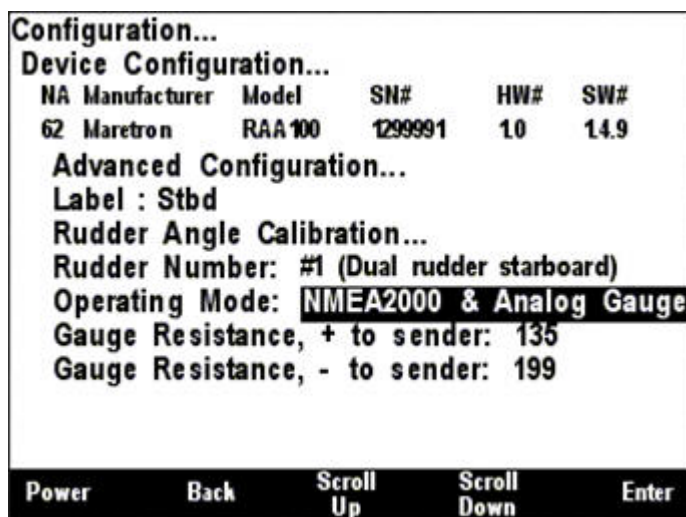 Configuration...
Device Configuration...
NA Manufacturer Model SN# HW# SW#
62 Maretron RAA100 1299991 1.0 1.4.9
Advanced Configuration...
Label : Stbd
Rudder Angle Calibration...
Rudder Number: #1 (Dual rudder starboard)
Operating Mode: NMEA2000 & Analog Gauge
Gauge Resistance, + to sender: 135
Gauge Resistance, - to sender: 199
Power Back Scroll Up Scroll Down Enter